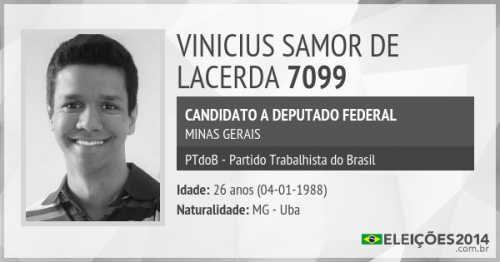 VINICIUS SAMOR DE
LACERDA 7099
CANDIDATO A DEPUTADO FEDERAL
MINAS GERAIS
PTdoB - Partido Trabalhista do Brasil
Idade: 26 anos (04-01-1988)
Naturalidade: MG - Uba
ELEIÇÕES2014
.com.br